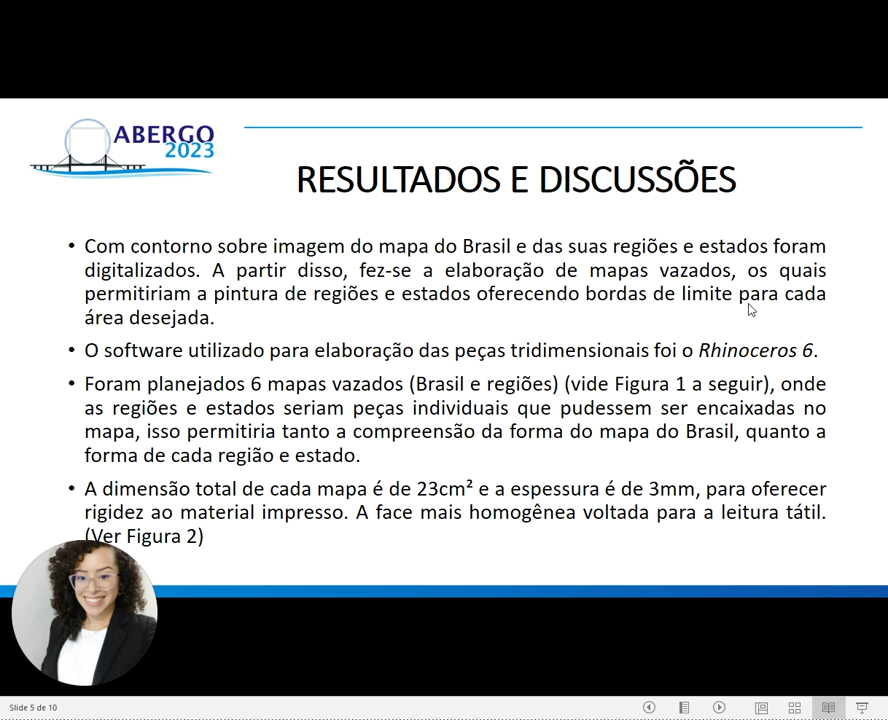 ABERGO
2023
RESULTADOS E DISCUSSÕES
• Com contorno sobre imagem do mapa do Brasil e das suas regiões e estados foram
digitalizados. A partir disso, fez-se a elaboração de mapas vazados, os quais
permitiriam a pintura de regiões e estados oferecendo bordas de limite para cada
área desejada.
• O software utilizado para elaboração das peças tridimensionais foi o Rhinoceros 6.
• Foram planejados 6 mapas vazados (Brasil e regiões) (vide Figura 1 a seguir), onde
as regiões e estados seriam peças individuais que pudessem ser encaixadas no
mapa, isso permitiria tanto a compreensão da forma do mapa do Brasil, quanto a
forma de cada região e estado.
• A dimensão total de cada mapa é de 23cm² e a espessura é de 3mm, para oferecer
rigidez ao material impresso. A face mais homogênea voltada para a leitura tátil.
(Ver Figura 2)
Slide 5 de 10